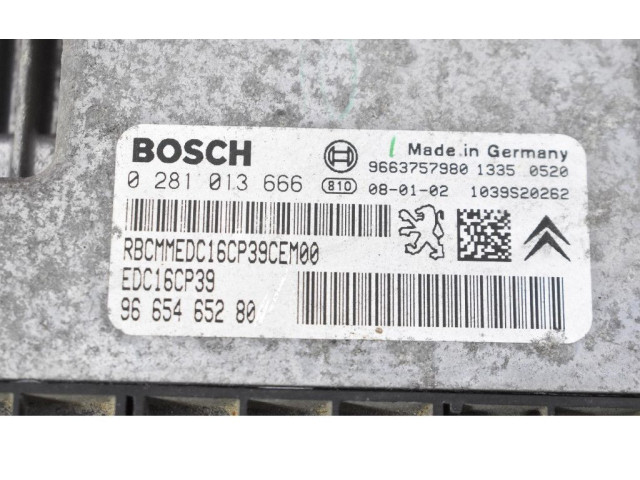 BOSCH
Made in Germany
9663757980 1335 0520
0 281 013 666
810 08-01-02 1039S20262
RBCMMEDC16CP39CEM00
EDC16CP39
96 654 652 80